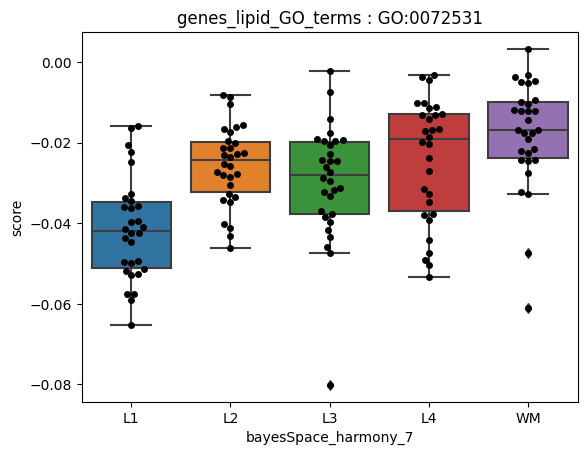 genes_lipid_GO_terms : GO:0072531
0.00
−0.02
−0.04
−0.06
−0.08
score
L1 L2 L3 L4 WM
bayesSpace_harmony_7